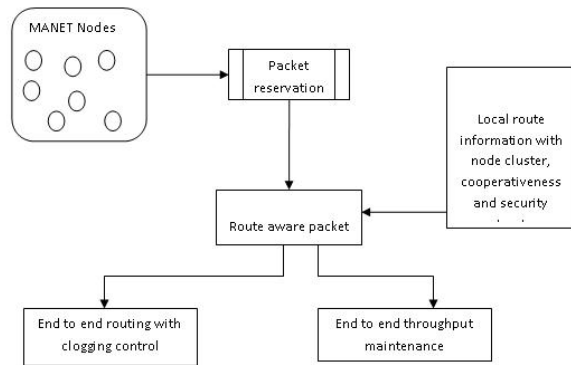 MANET Nodes
Packet
reservation
Local route
information with
node cluster,
cooperativeness
and security
Route aware packet
End to end routing with
clogging control
End to end throughput
maintenance